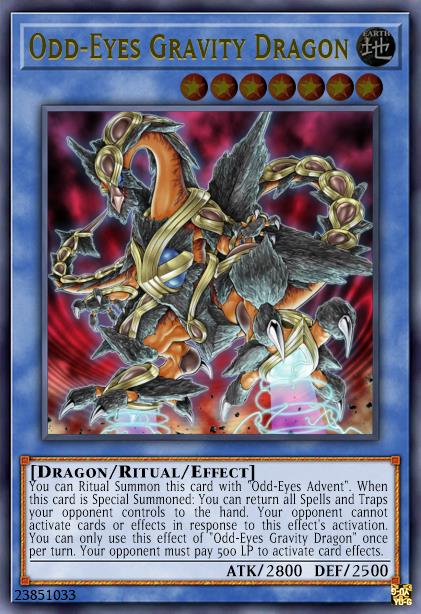 Odd-Eyes Gravity Dragon
EARTH
地
[Dragon/Ritual/Effect]
You can Ritual Summon this card with "Odd-Eyes Advent". When
this card is Special Summoned: You can return all Spells and Traps
your opponent controls to the hand. Your opponent cannot
activate cards or effects in response to this effect's activation.
You can only use this effect of "Odd-Eyes Gravity Dragon" once
per turn. Your opponent must pay 500 LP to activate card effects.
ATK/2800 DEF/2500
23851033